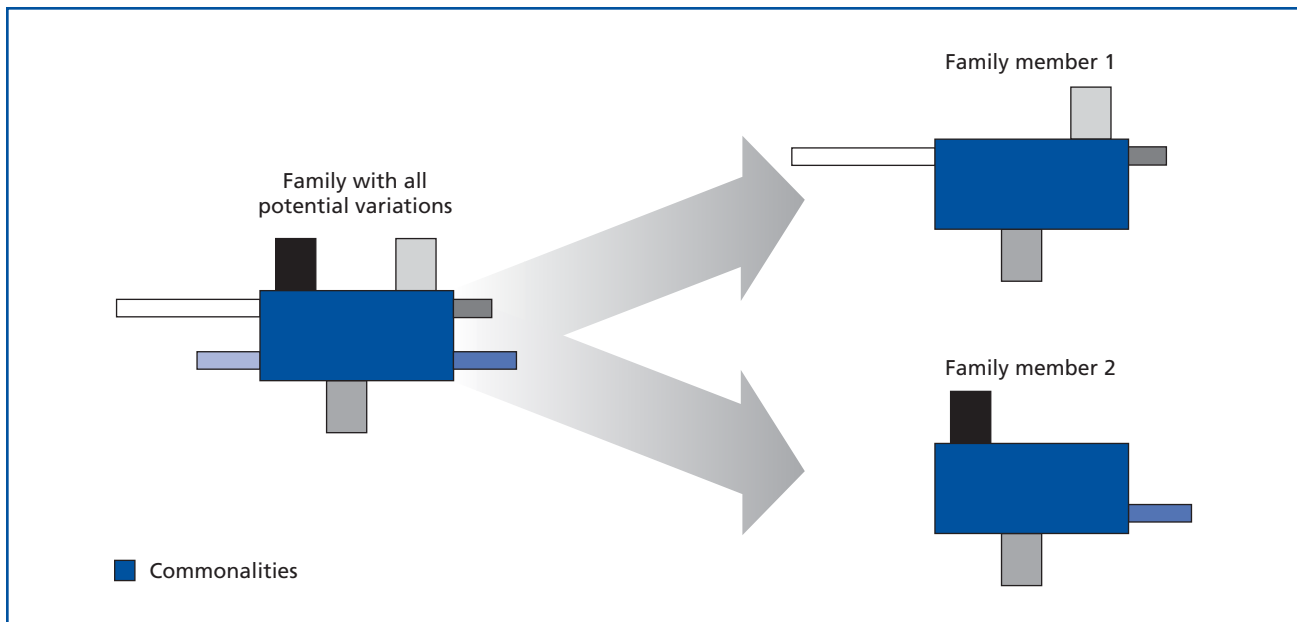 Family with all
potential variations
Family member 1
Family member 2
Commonalities